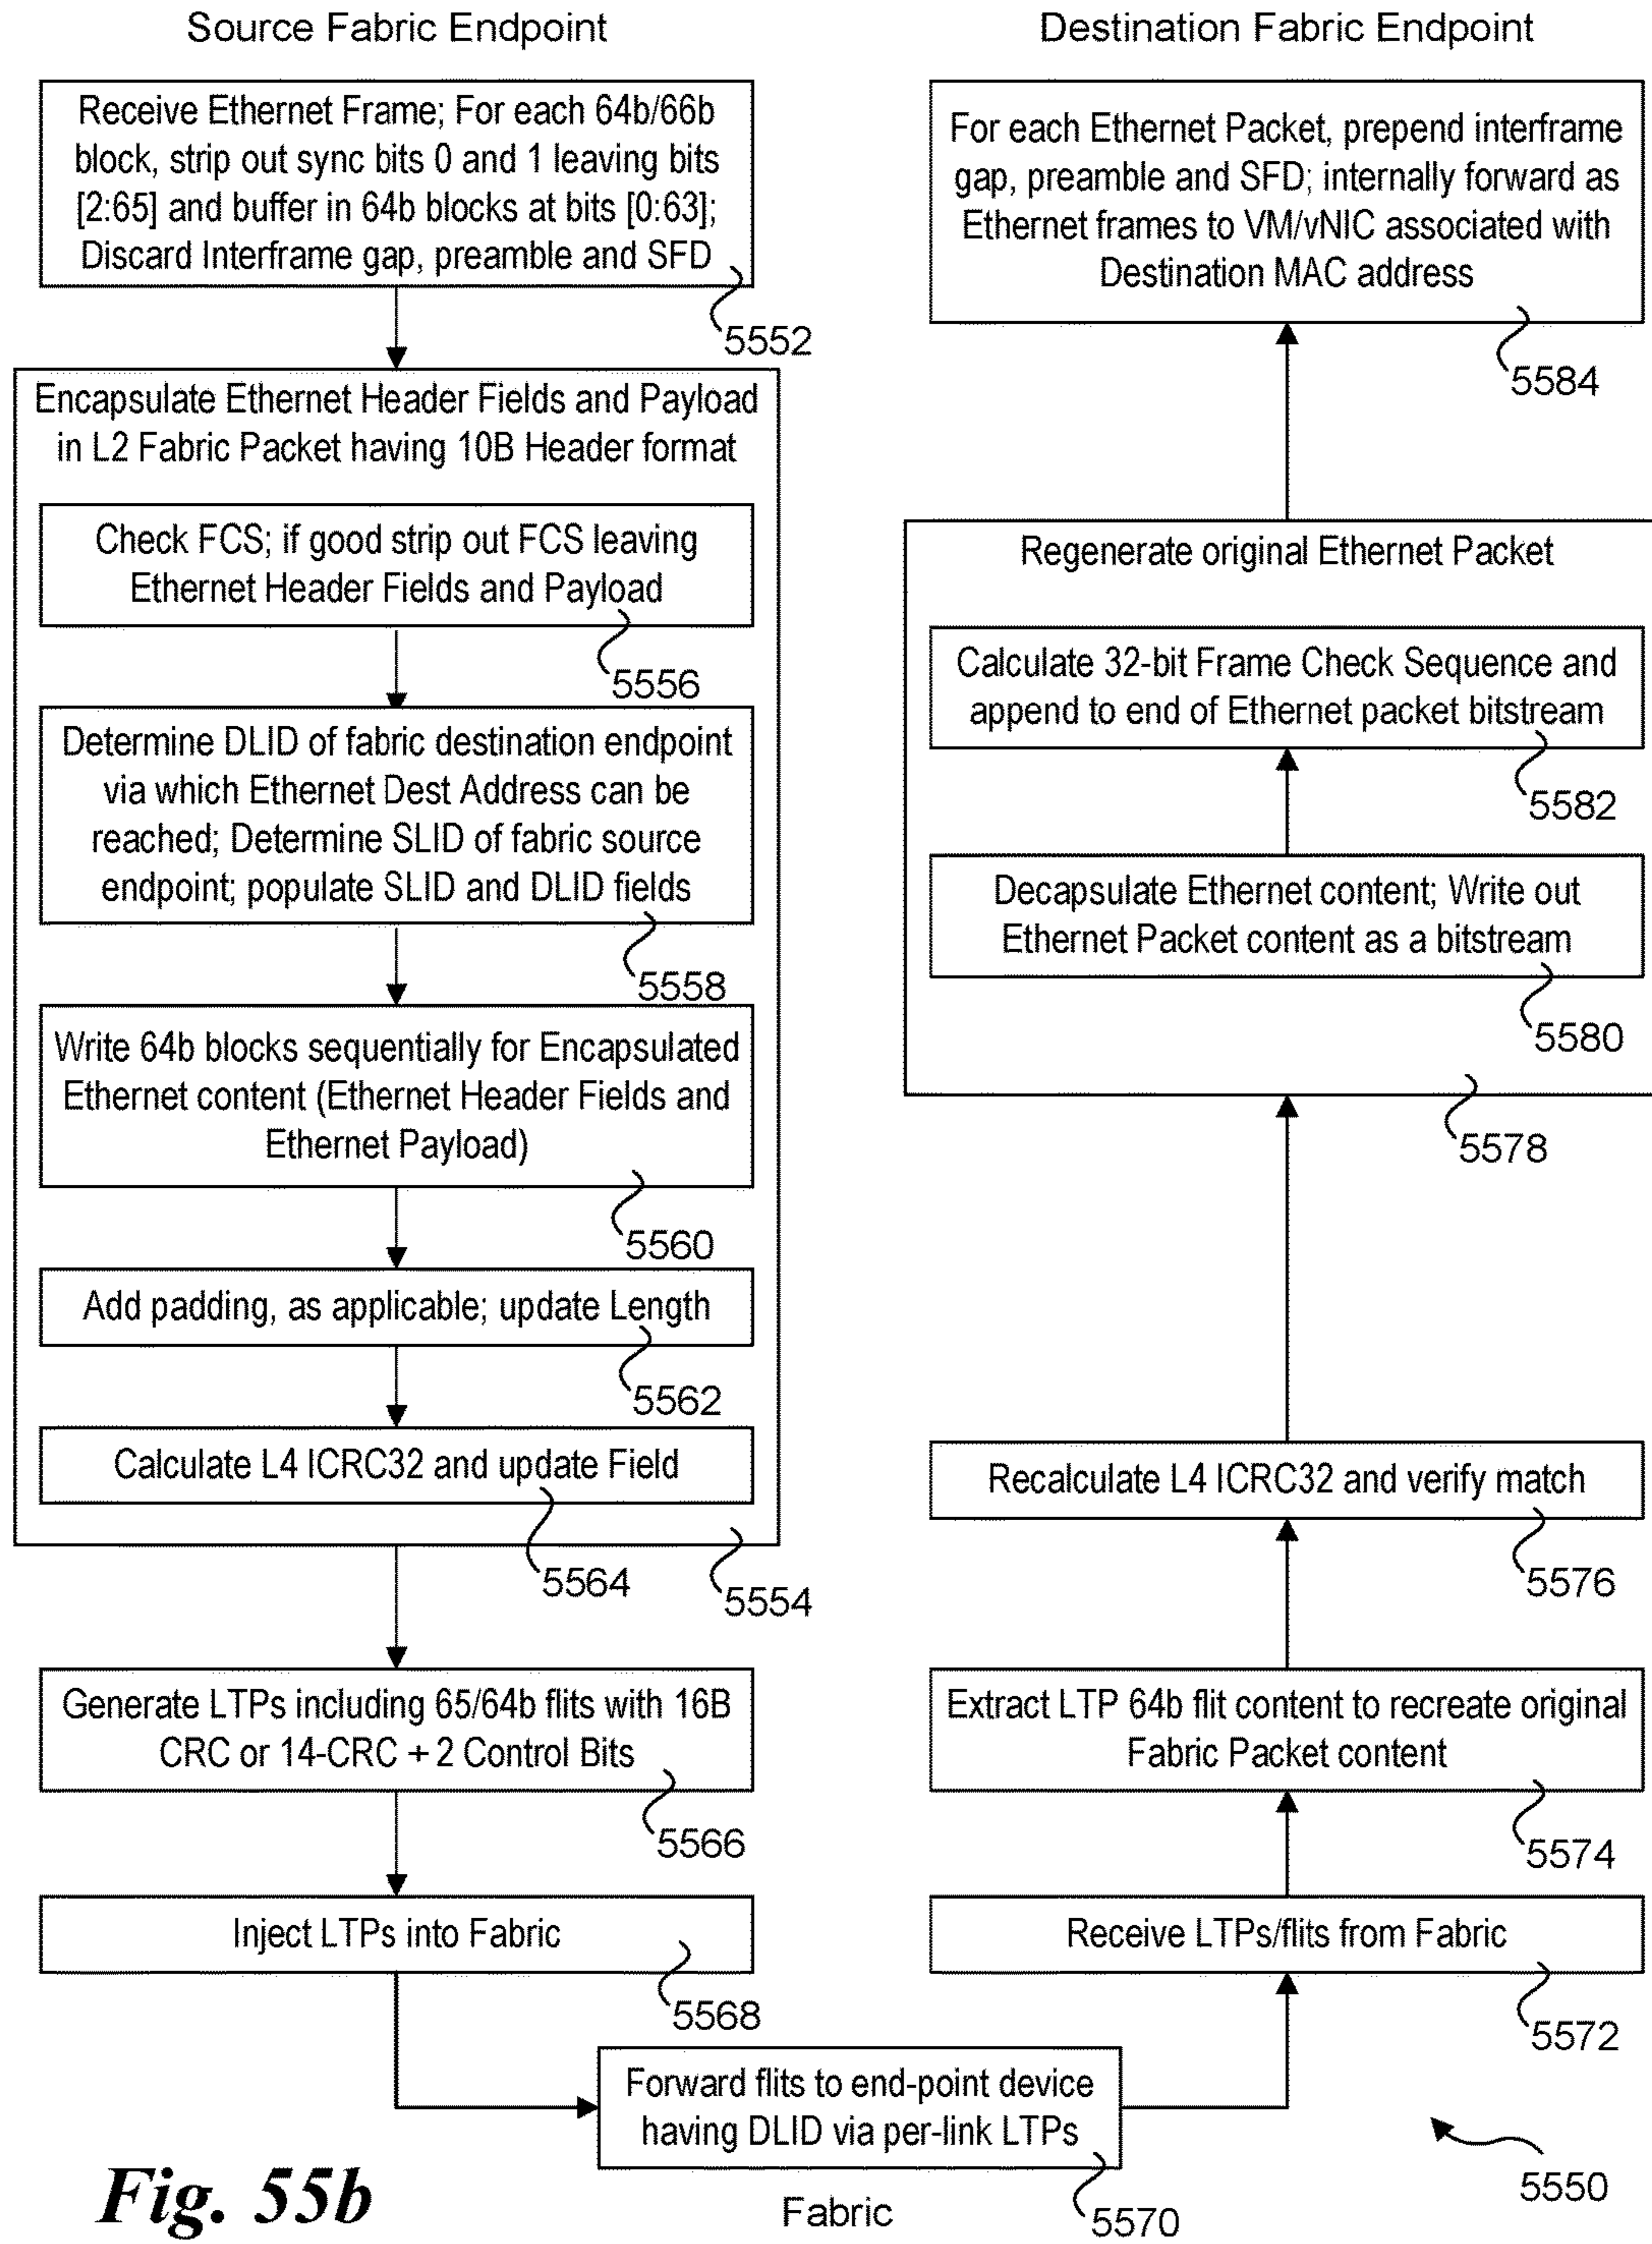 Source Fabric Endpoint
Receive Ethernet Frame; For each 64b/66b
block, strip out sync bits 0 and 1 leaving bits
[2:65] and buffer in 64b blocks at bits [0:63];
Discard Interframe gap, preamble and SFD
5552
Encapsulate Ethernet Header Fields and Payload
in L2 Fabric Packet having 10B Header format
Check FCS; if good strip out FCS leaving
Ethernet Header Fields and Payload
5556
Determine DLID of fabric destination endpoint
via which Ethernet Dest Address can be
reached; Determine SLID of fabric source
endpoint; populate SLID and DLID fields
5558
Write 64b blocks sequentially for Encapsulated
Ethernet content (Ethernet Header Fields and
Ethernet Payload)
5560
Add padding, as applicable; update Length
5562
Calculate L4 ICRC32 and update Field
5564
5554
Generate LTPs including 65/64b flits with 16B
CRC or 14-CRC + 2 Control Bits
5566
Inject LTPs into Fabric
5568
Forward flits to end-point device
having DLID via per-link LTPs
5570
Fabric
Destination Fabric Endpoint
For each Ethernet Packet, prepend interframe
gap, preamble and SFD; internally forward as
Ethernet frames to VM/vNIC associated with
Destination MAC address
5584
Regenerate original Ethernet Packet
Calculate 32-bit Frame Check Sequence and
append to end of Ethernet packet bitstream
5582
Decapsulate Ethernet content; Write out
Ethernet Packet content as a bitstream
5580
5578
Recalculate L4 ICRC32 and verify match
5576
Extract LTP 64b flit content to recreate original
Fabric Packet content
5574
Receive LTPs/flits from Fabric
5572
5550
Fig. 55b